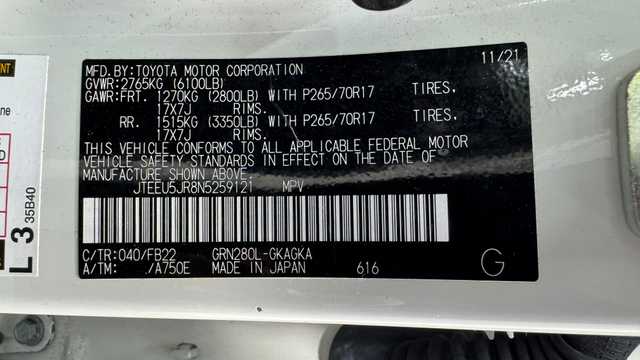 11/21
MFD.BY:TOYOTA MOTOR CORPORATION
GVWR:2765KG (6100LB)
GAWR:FRT. 1270KG (2800LB) WITH P265/70R17 TIRES,
17X7J RIMS.
RR. 1515KG (3350LB) WITH P265/70R17 TIRES,
17X7J RIMS.
THIS VEHICLE CONFORMS TO ALL APPLICABLE FEDERAL MOTOR
VEHICLE SAFETY STANDARDS IN EFFECT ON THE DATE OF
MANUFACTURE SHOWN ABOVE.
JTEEU5JR8N5259121 MPV
C/TR:040/FB22 GRN280L-GKAGKA
A/TM: /A750E MADE IN JAPAN 616
G
L 3
35B40